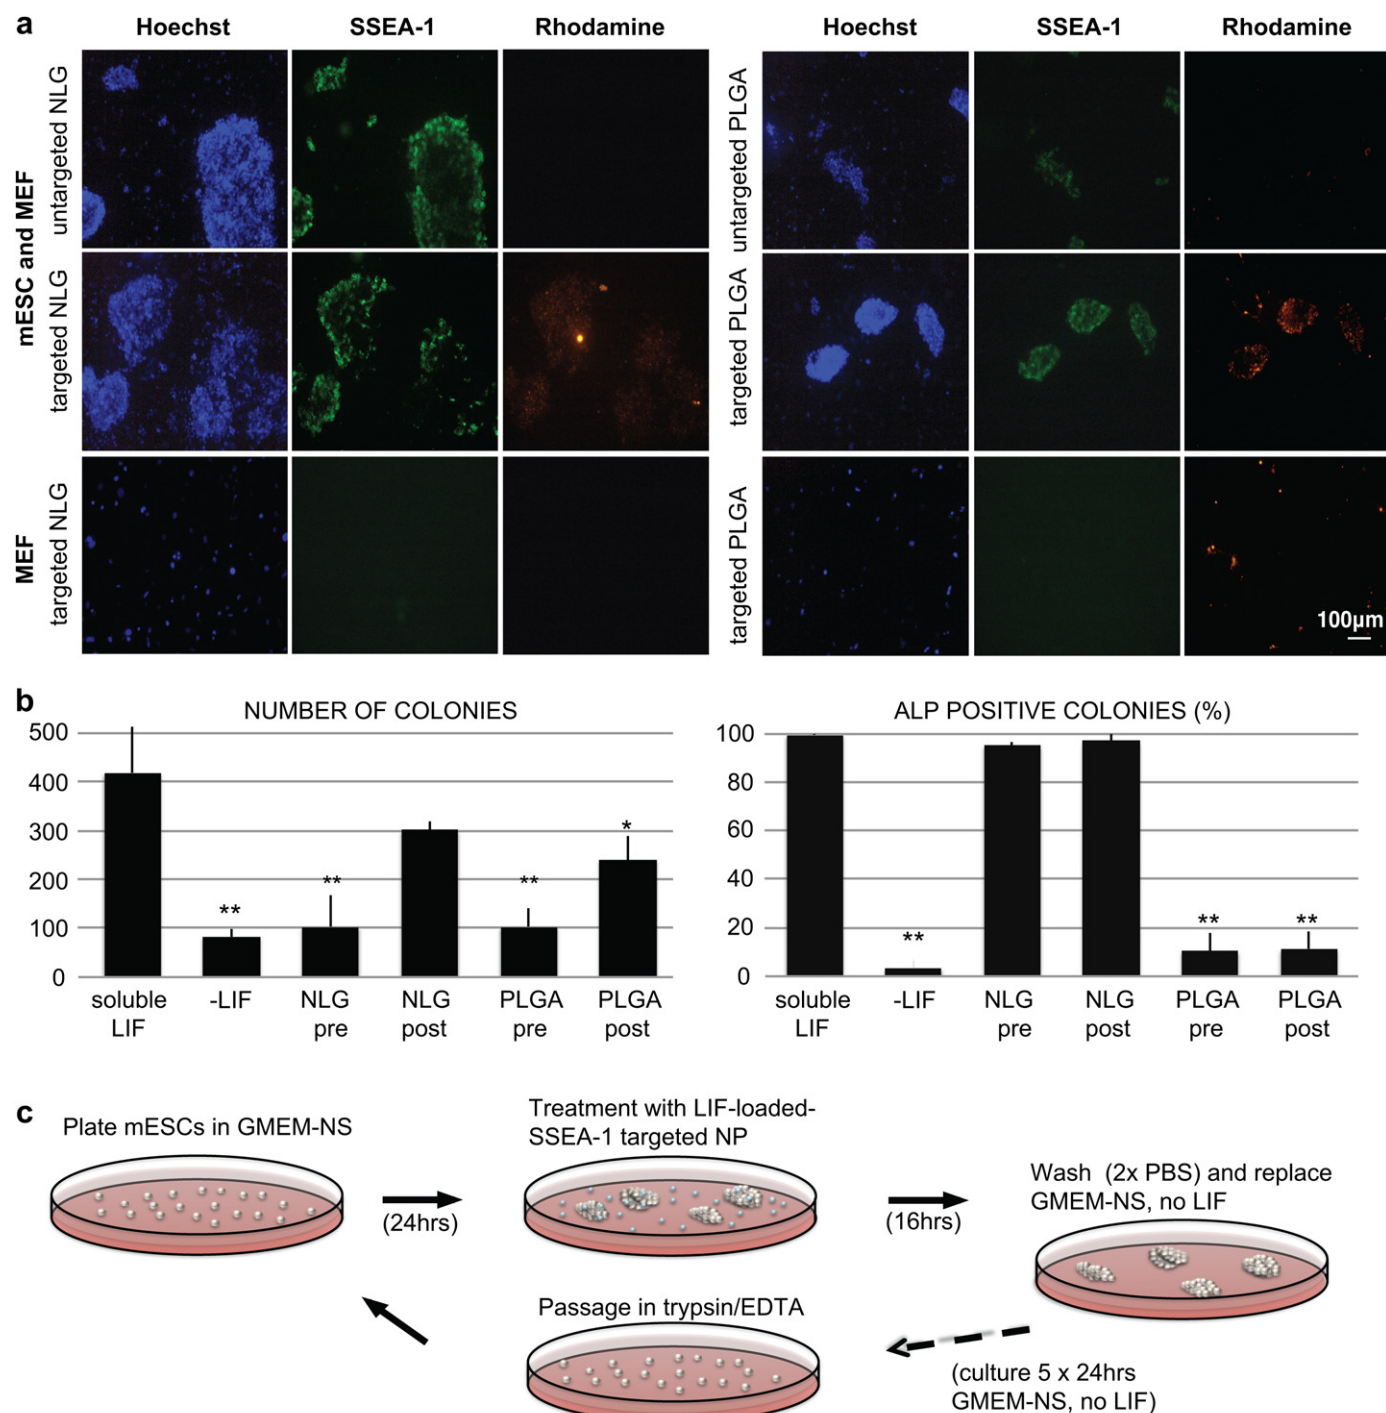 a
Hoechst SSEA-1 Rhodamine Hoechst SSEA-1 Rhodamine
mESC and MEF
untargeted NLG
targeted NLG
MEF
targeted NLG
untargeted PLGA
targeted PLGA
targeted PLGA
100μm
b
NUMBER OF COLONIES
500
400
300
200
100
0
** ** ** *
soluble LIF
-LIF
NLG pre
NLG post
PLGA pre
PLGA post
ALP POSITIVE COLONIES (%)
100
80
60
40
20
0
** ** **
soluble LIF
-LIF
NLG pre
NLG post
PLGA pre
PLGA post
c
Plate mESCs in GMEM-NS
(24hrs)
Treatment with LIF-loaded-
SSEA-1 targeted NP
(16hrs)
Wash (2x PBS) and replace
GMEM-NS, no LIF
(culture 5 x 24hrs
GMEM-NS, no LIF)
Passage in trypsin/EDTA